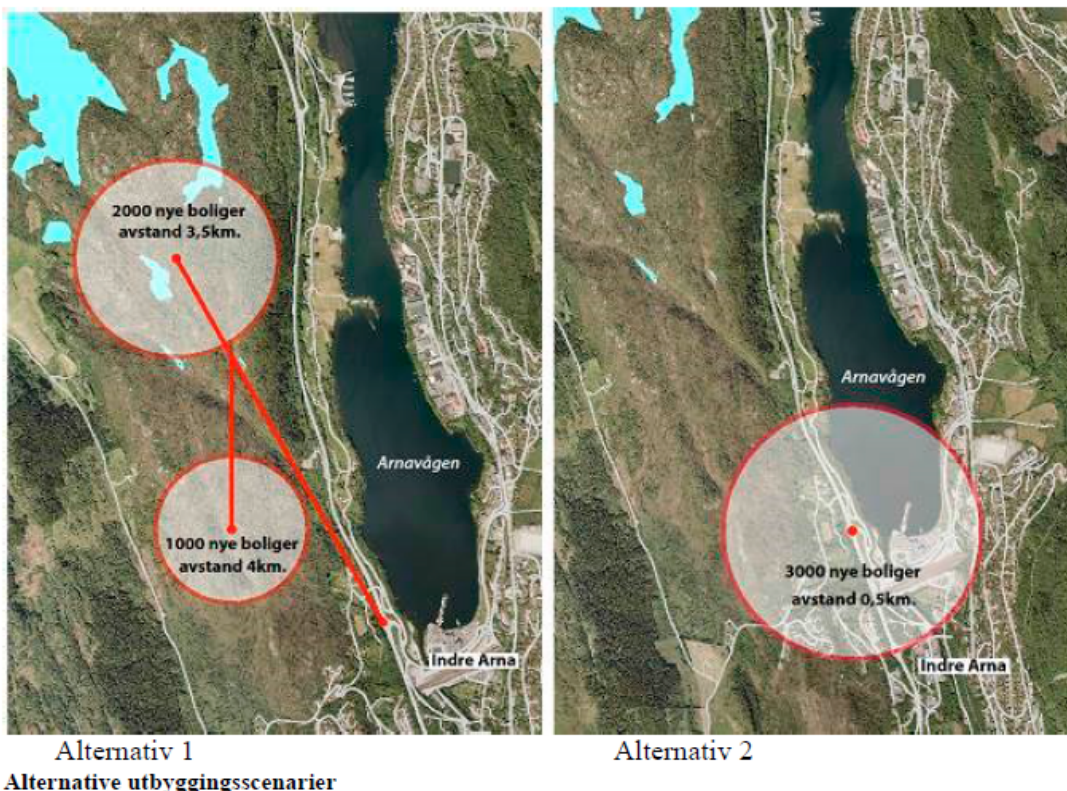 2000 nye boliger
avstand 3,5km.
Arnavågen
1000 nye boliger
avstand 4km.
Indre Arna
Arnavågen
3000 nye boliger
avstand 0,5km.
Indre Arna
Alternativ 1
Alternativ 2
Alternative utbyggingsscenarier